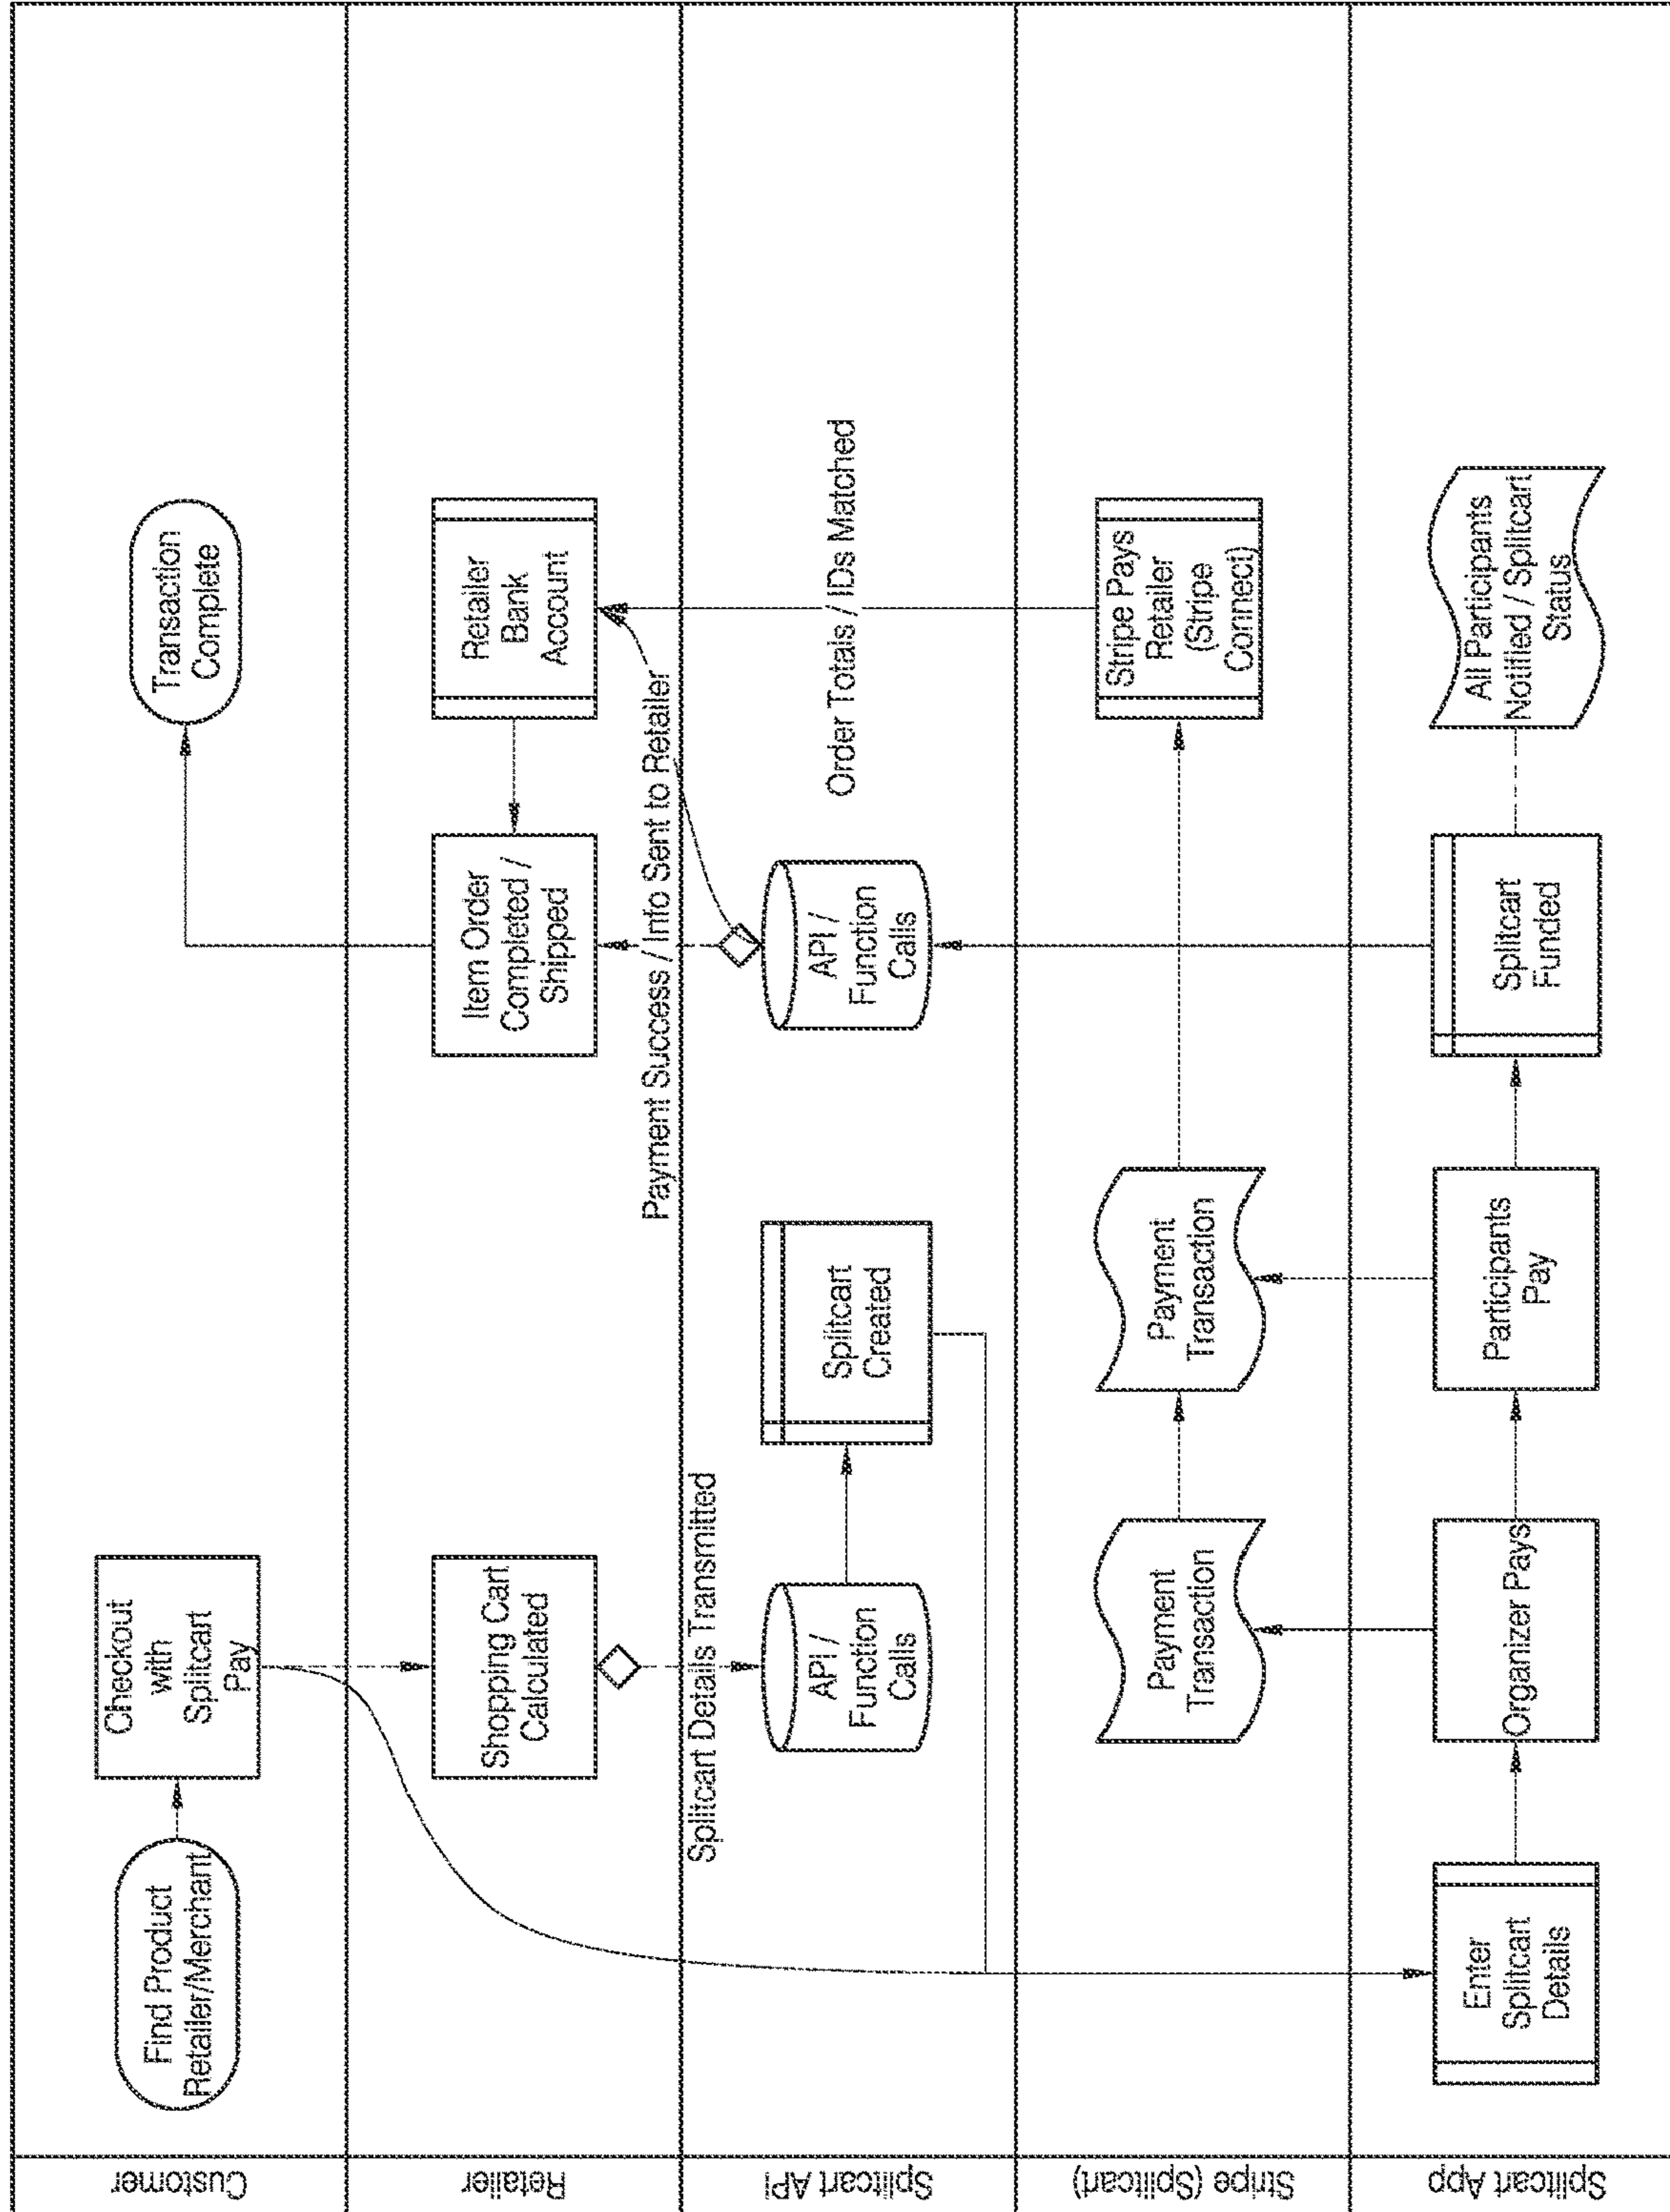 Customer
Find Product
Retailer/Merchant
Checkout
with
Splitcart
Pay
Transaction
Complete
Retailer
Shopping Cart
Calculated
Item Order
Completed /
Shipped
Retailer
Bank
Account
Payment Success / Info Sent to Retailer
Splitcart API
Splitcart Details Transmitted
API /
Function
Calls
Splitcart
Created
API /
Function
Calls
Order Totals / IDs Matched
Stripe (Splitcart)
Payment
Transaction
Payment
Transaction
Stripe Pays
Retailer
(Stripe
Connect)
Splitcart App
Enter
Splitcart
Details
Organizer Pays
Participants
Pay
Splitcart
Funded
All Participants
Notified / Splitcart
Status